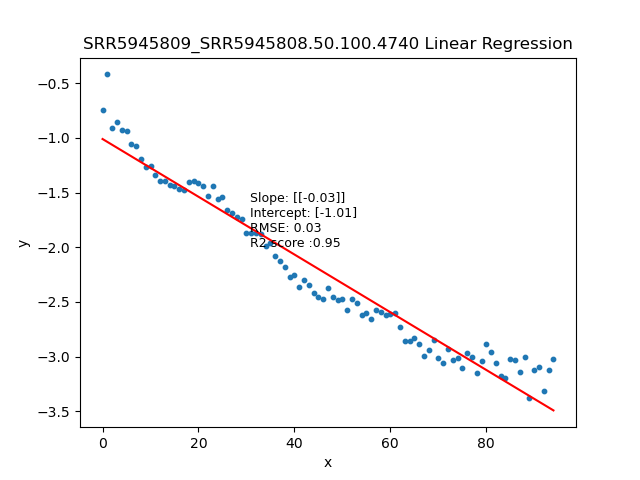 SRR5945809_SRR5945808.50.100.4740 Linear Regression
−0.5
−1.0
−1.5
−2.0
−2.5
−3.0
−3.5
y
Slope: [[-0.03]]
Intercept: [-1.01]
RMSE: 0.03
R2 score :0.95
0 20 40 60 80
x